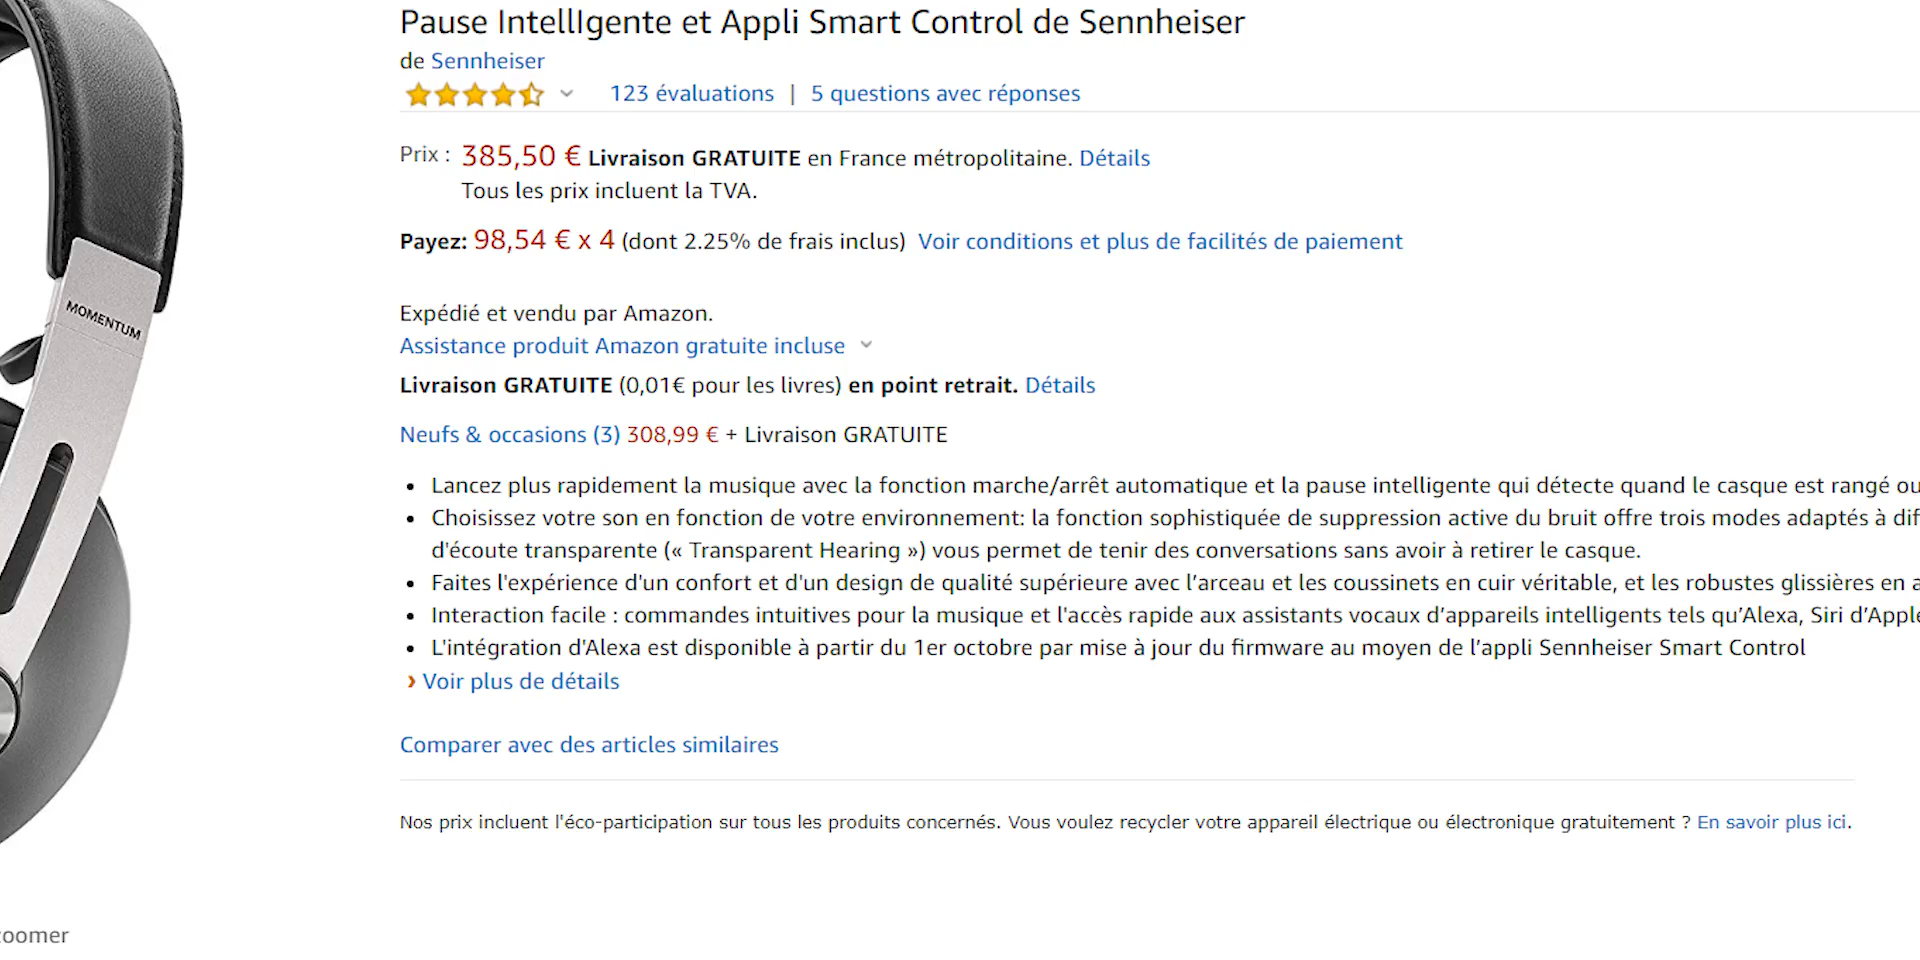 Pause IntellIgente et Appli Smart Control de Sennheiser
de Sennheiser
123 évaluations | 5 questions avec réponses
Prix : 385,50 € Livraison GRATUITE en France métropolitaine. Détails
Tous les prix incluent la TVA.
Payez: 98,54 € x 4 (dont 2.25% de frais inclus) Voir conditions et plus de facilités de paiement
MOMENTUM
Expédié et vendu par Amazon.
Assistance produit Amazon gratuite incluse
Livraison GRATUITE (0,01€ pour les livres) en point retrait. Détails
Neufs & occasions (3) 308,99 € + Livraison GRATUITE
• Lancez plus rapidement la musique avec la fonction marche/arrêt automatique et la pause intelligente qui détecte quand le casque est rangé ou
• Choisissez votre son en fonction de votre environnement: la fonction sophistiquée de suppression active du bruit offre trois modes adaptés à
d'écoute transparente (« Transparent Hearing ») vous permet de tenir des conversations sans avoir à retirer le casque.
• Faites l'expérience d'un confort et d'un design de qualité supérieure avec l’arceau et les coussinets en cuir véritable, et les robustes glissières en
• Interaction facile : commandes intuitives pour la musique et l'accès rapide aux assistants vocaux d’appareils intelligents tels qu’Alexa, Siri d’Apple
• L'intégration d'Alexa est disponible à partir du 1er octobre par mise à jour du firmware au moyen de l’appli Sennheiser Smart Control
› Voir plus de détails
Comparer avec des articles similaires
Nos prix incluent l'éco-participation sur tous les produits concernés. Vous voulez recycler votre appareil électrique ou électronique gratuitement ? En savoir plus ici.